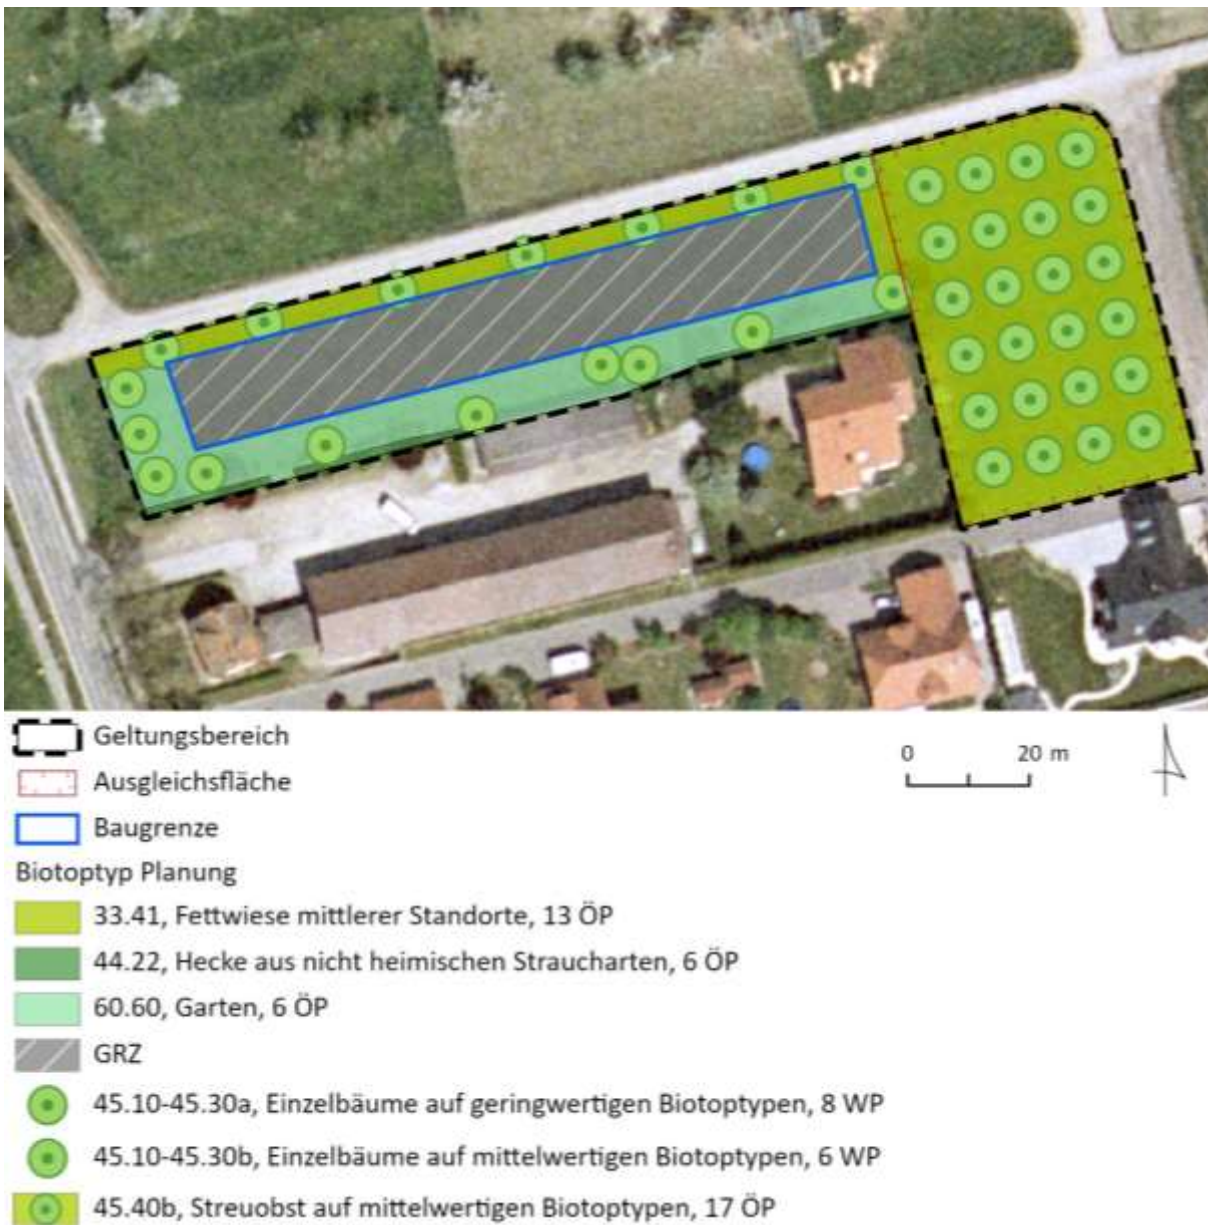 Geltungsbereich
0 20 m
Ausgleichsfläche
Baugrenze
Biotoptyp Planung
33.41, Fettwiese mittlerer Standorte, 13 ÖP
44.22, Hecke aus nicht heimischen Straucharten, 6 ÖP
60.60, Garten, 6 ÖP
GRZ
45.10-45.30a, Einzelbäume auf geringwertigen Biotoptypen, 8 WP
45.10-45.30b, Einzelbäume auf mittelwertigen Biotoptypen, 6 WP
45.40b, Streuobst auf mittelwertigen Biotoptypen, 17 ÖP